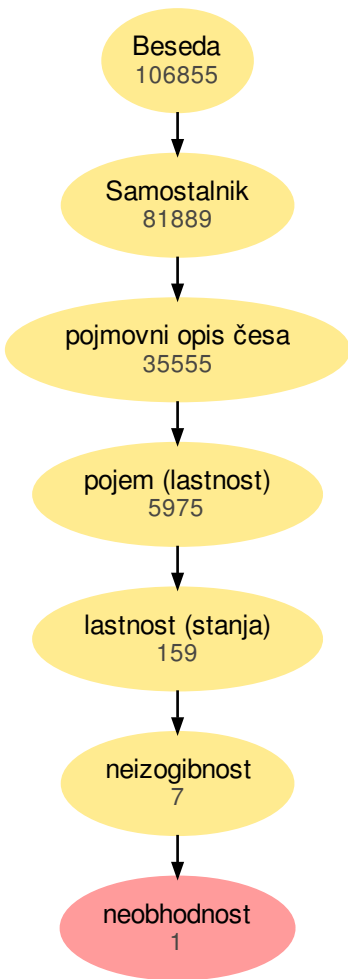 Beseda
106855
Samostalnik
81889
pojmovni opis česa
35555
pojem (lastnost)
5975
lastnost (stanja)
159
neizogibnost
7
neobhodnost
1